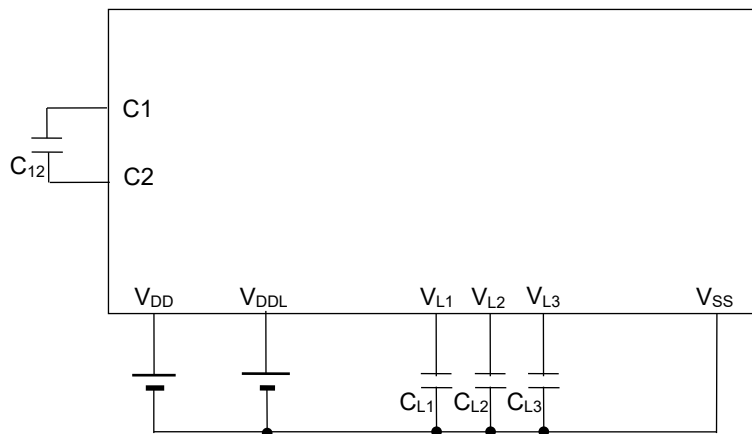 C1
C12
C2
VDD VDDL VL1 VL2 VL3 VSS
CL1 CL2 CL3